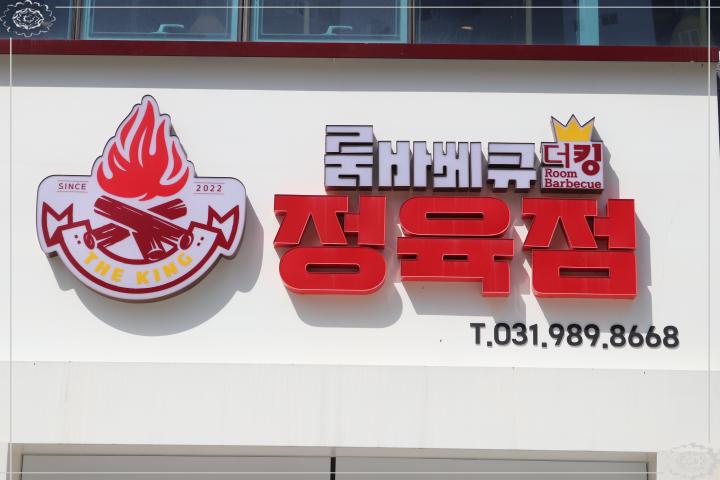 SINCE 2022
THE KING
룸바베큐 더킹
Room
Barbecue
정육점
T.031.989.8668